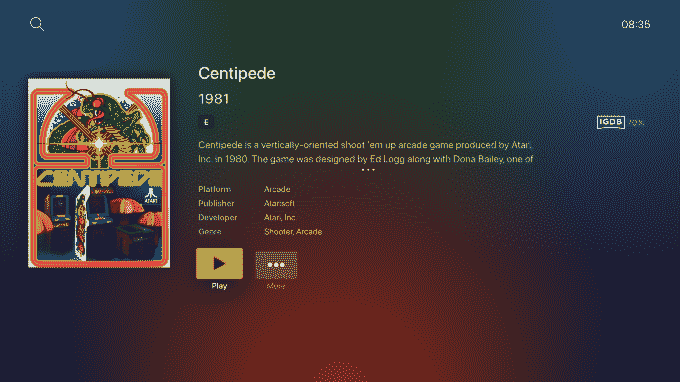 08:35
Centipede
1981
E
IGDB 70%
Centipede is a vertically-oriented shoot 'em up arcade game produced by Atari,
Inc. in 1980. The game was designed by Ed Logg along with Dona Bailey, one of
...
Platform Arcade
Publisher Atarisoft
Developer Atari, Inc
Genre Shooter, Arcade
Play
More
CENTIPEDE
ATARI